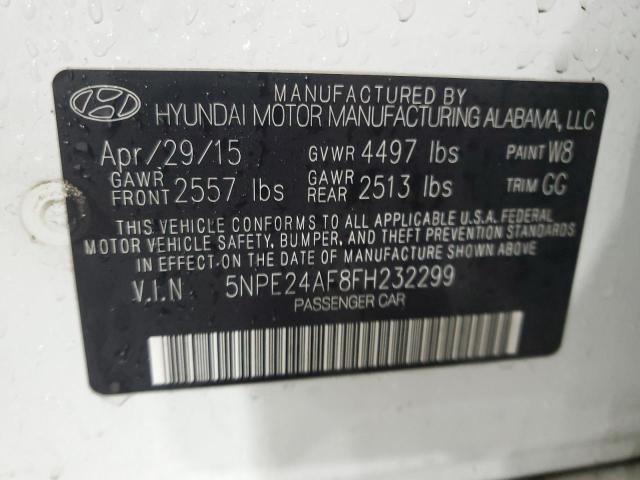 MANUFACTURED BY
HYUNDAI MOTOR MANUFACTURING ALABAMA, LLC
Apr/29/15 GVWR 4497 lbs PAINT W8
GAWR FRONT 2557 lbs GAWR REAR 2513 lbs TRIM GG
THIS VEHICLE CONFORMS TO ALL APPLICABLE U.S.A. FEDERAL
MOTOR VEHICLE SAFETY, BUMPER, AND THEFT PREVENTION STANDARDS
IN EFFECT ON THE DATE OF MANUFACTURE SHOWN ABOVE
V.I.N 5NPE24AF8FH232299
PASSENGER CAR